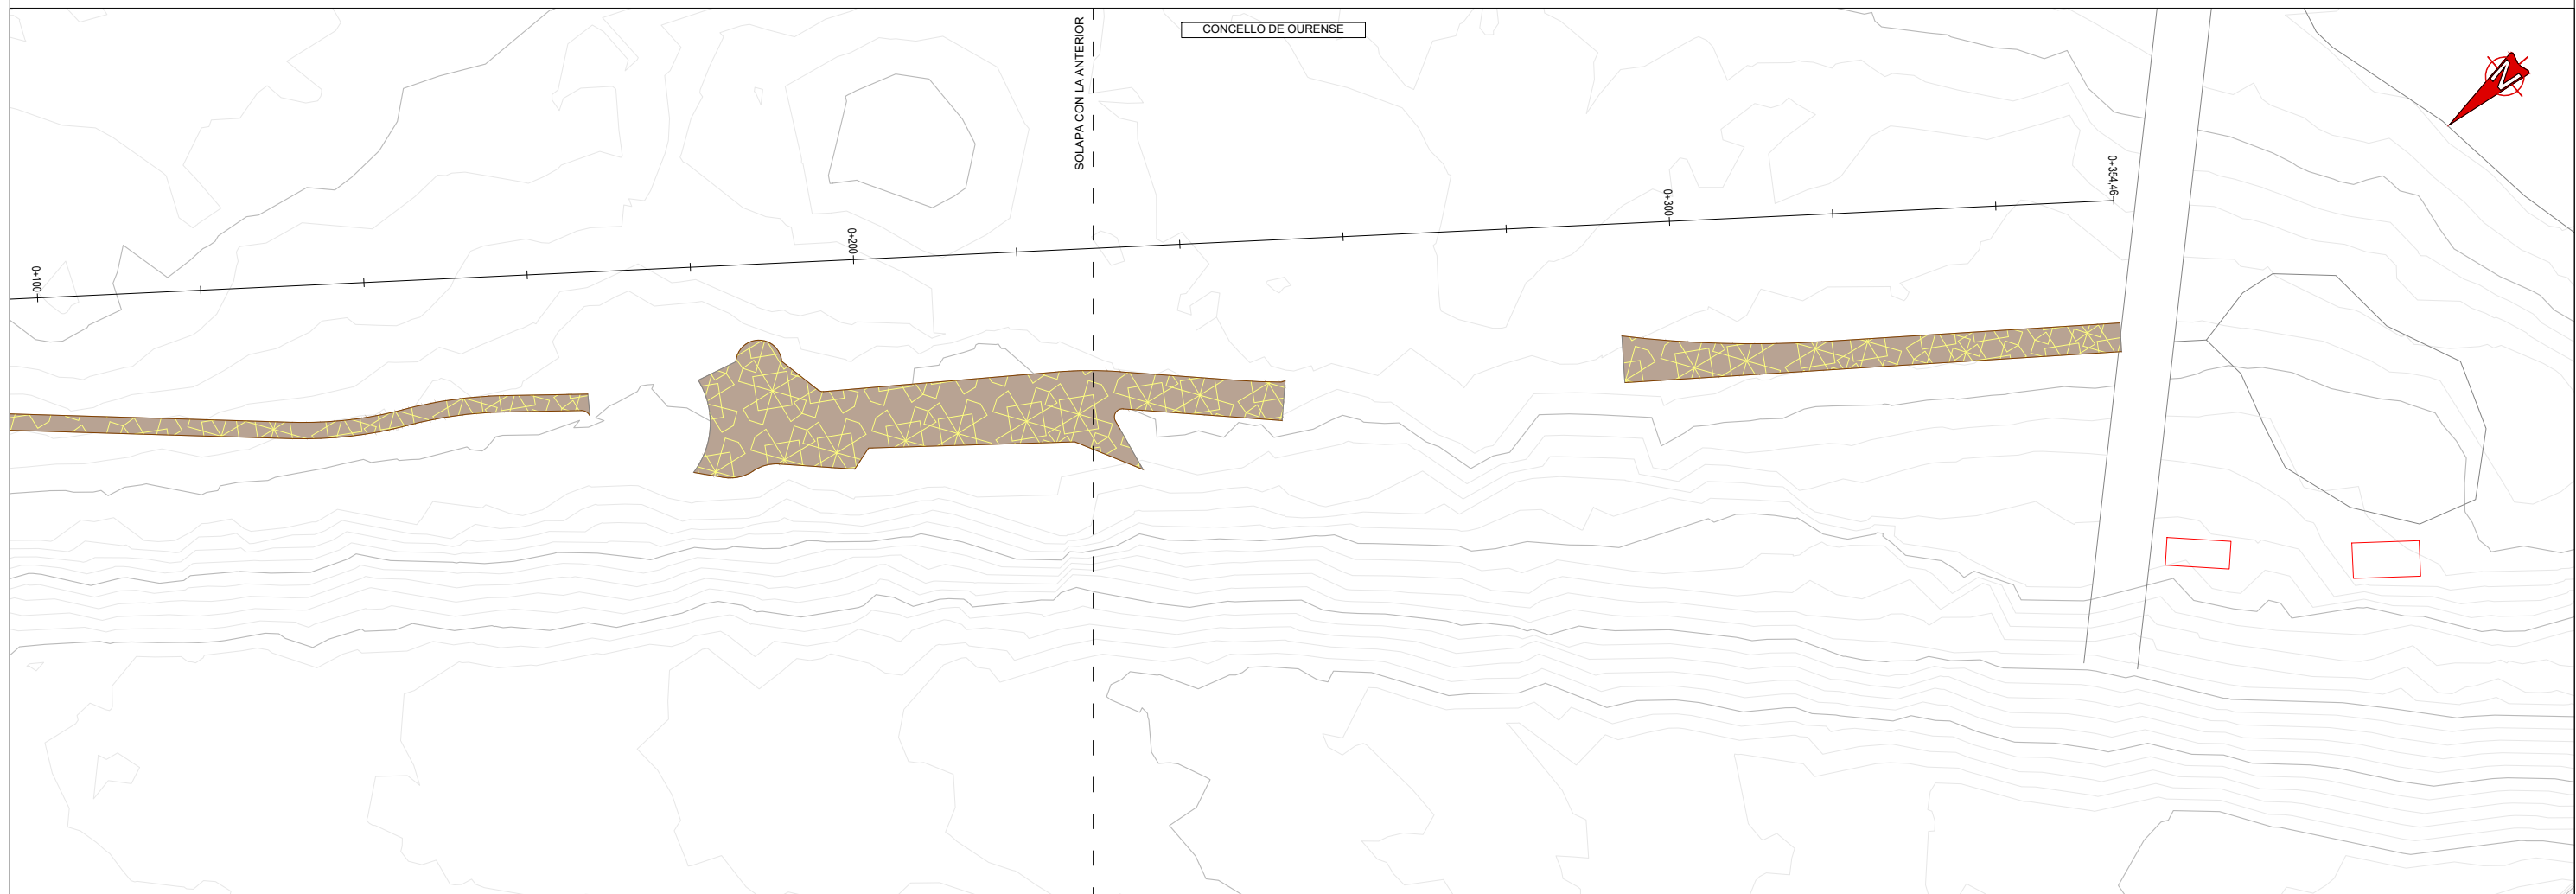 CONCELLO DE OURENSE
SOLAPA CON LA ANTERIOR
N
0+354,46
0+300
0+200
0+100